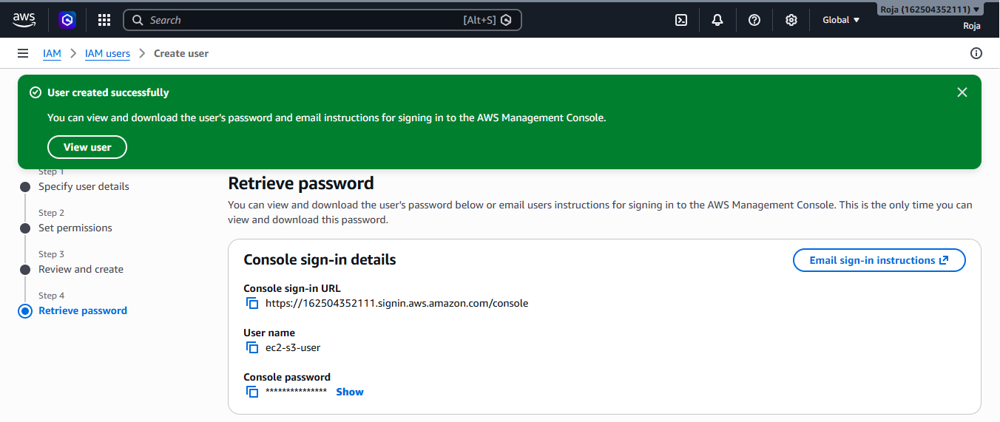 aws
Search [Alt+S]
Global ▼
Roja (162504352111) ▼
Roja
IAM > IAM users > Create user
User created successfully
You can view and download the user's password and email instructions for signing in to the AWS Management Console.
View user
Step 1
Specify user details
Step 2
Set permissions
Step 3
Review and create
Step 4
Retrieve password
Retrieve password
You can view and download the user's password below or email users instructions for signing in to the AWS Management Console. This is the only time you can
view and download this password.
Console sign-in details
Email sign-in instructions
Console sign-in URL
https://162504352111.signin.aws.amazon.com/console
User name
ec2-s3-user
Console password
*************** Show